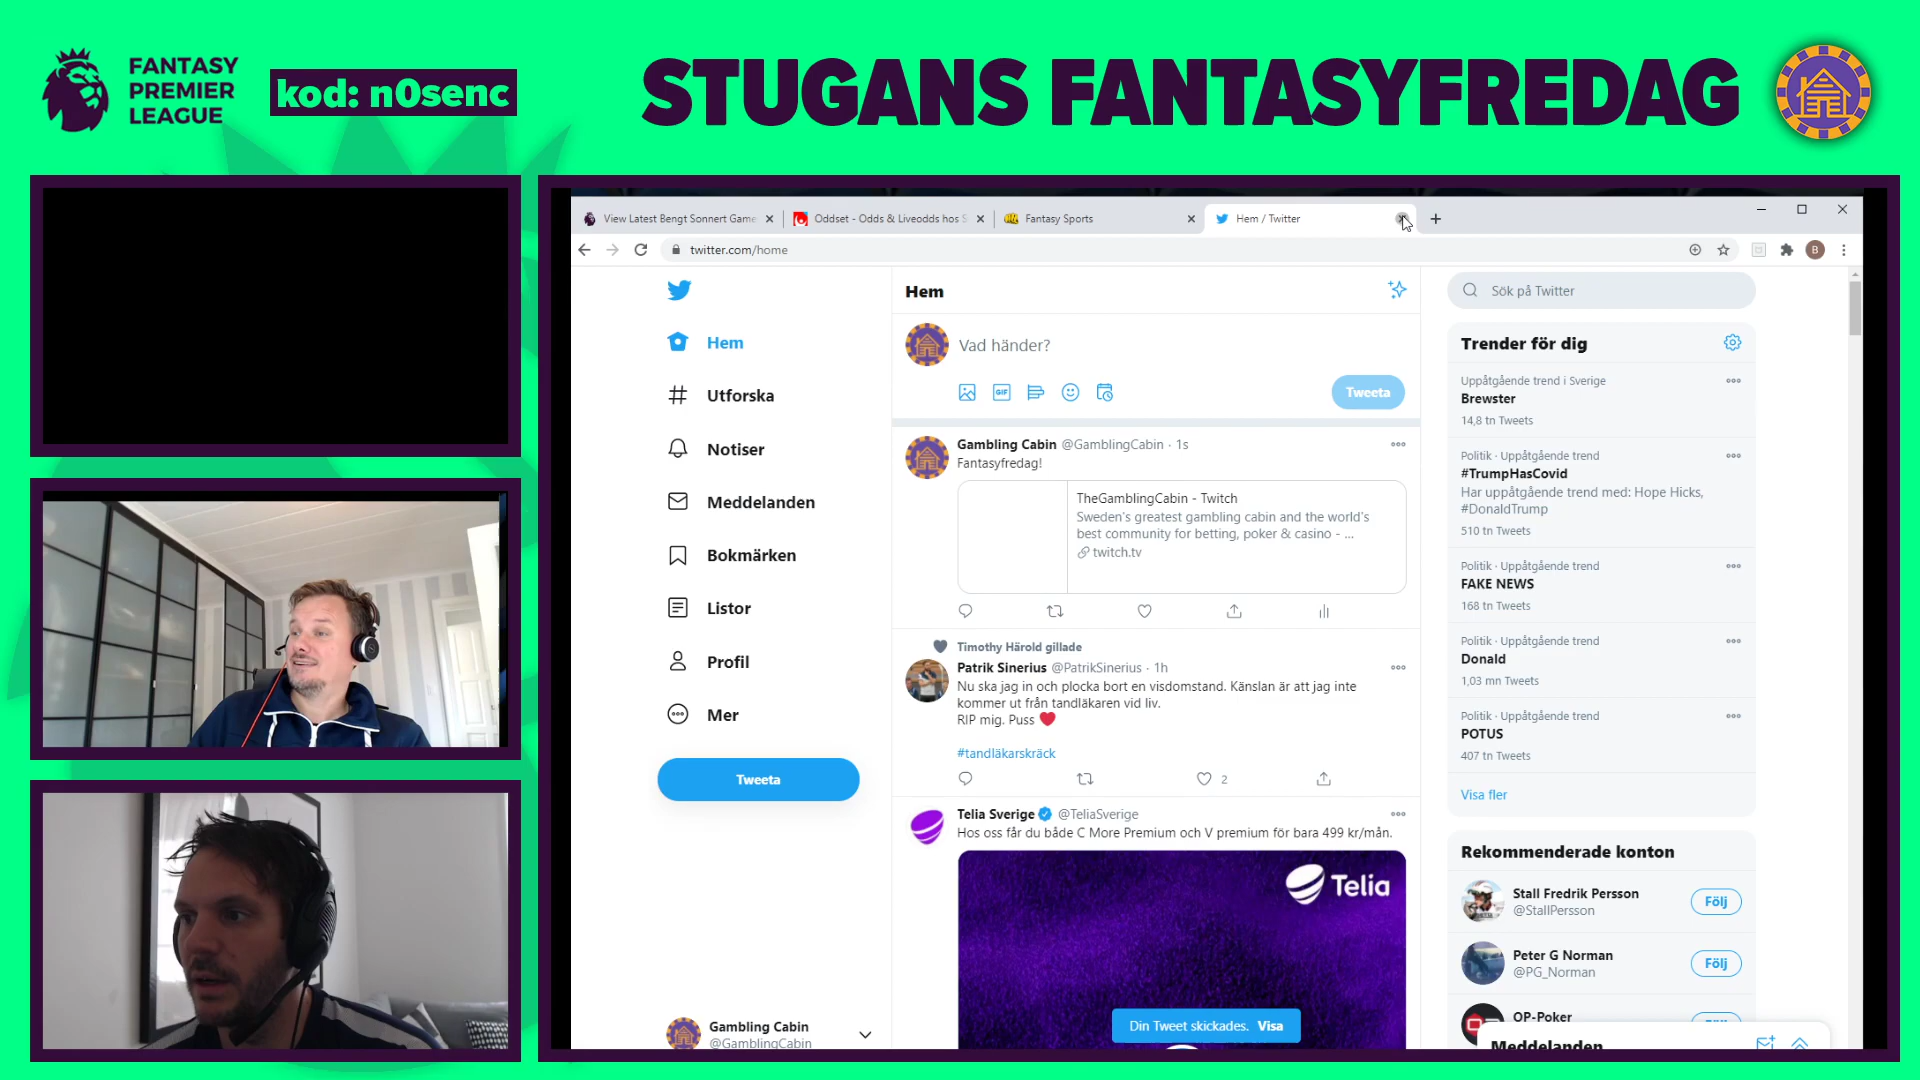 FANTASY
PREMIER
LEAGUE
kod: n0senc
STUGANS FANTASYFREDAG
View Latest Bengt Sonnert Game
Oddset - Odds & Liveodds hos S
Fantasy Sports
Hem / Twitter
twitter.com/home
B
Hem
Utforska
Notiser
Meddelanden
Bokmärken
Listor
Profil
Mer
Tweeta
Gambling Cabin
@GamblingCabin
Hem
Vad händer?
GIF
Tweeta
Gambling Cabin @GamblingCabin · 1s
Fantasyfredag!
TheGamblingCabin - Twitch
Sweden's greatest gambling cabin and the world's
best community for betting, poker & casino - ...
twitch.tv
Timothy Härold gillade
Patrik Sinerius @PatrikSinerius · 1h
Nu ska jag in och plocka bort en visdomstand. Känslan är att jag inte
kommer ut från tandläkaren vid liv.
RIP mig. Puss
#tandläkarskräck
2
Telia Sverige @TeliaSverige
Hos oss får du både C More Premium och V premium för bara 499 kr/mån.
Telia
Din Tweet skickades. Visa
Sök på Twitter
Trender för dig
Uppåtgående trend i Sverige
Brewster
14,8 tn Tweets
Politik · Uppåtgående trend
#TrumpHasCovid
Har uppåtgående trend med: Hope Hicks,
#DonaldTrump
510 tn Tweets
Politik · Uppåtgående trend
FAKE NEWS
168 tn Tweets
Politik · Uppåtgående trend
Donald
1,03 mn Tweets
Politik · Uppåtgående trend
POTUS
407 tn Tweets
Visa fler
Rekommenderade konton
Stall Fredrik Persson
@StallPersson
Följ
Peter G Norman
@PG_Norman
Följ
OP-Poker
Meddelanden